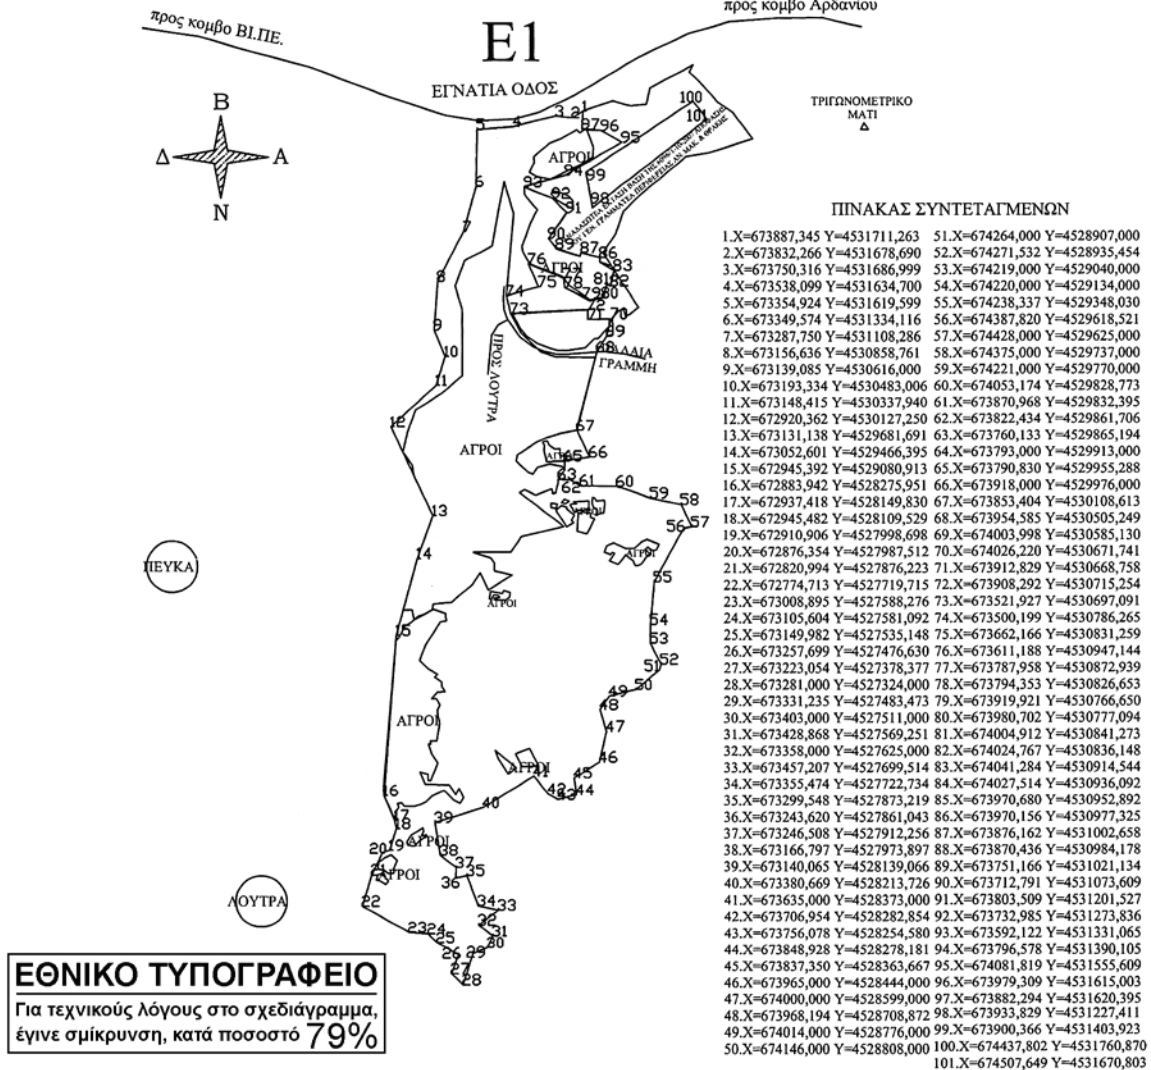 προς κομβο ΒΙ.ΠΕ.
προς κομβο Αρδανίου
E1
ΕΓΝΑΤΙΑ ΟΔΟΣ
ΤΡΙΓΩΝΟΜΕΤΡΙΚΟ
ΜΑΤΙ
Β
Δ Α
Ν
ΑΓΡΟΙ
ΑΓΡΟΙ
ΠΑΛΑΙΑ
ΓΡΑΜΜΗ
ΠΡΟΣ ΛΟΥΤΡΑ
ΑΓΡΟΙ
ΑΓΡΟΙ
ΑΓΡΟΙ
ΑΓΡΟΙ
ΠΕΥΚΑ
ΑΓΡΟΙ
ΑΓΡΟΙ
ΑΓΡΟΙ
ΑΓΡΟΙ
ΛΟΥΤΡΑ
ΠΙΝΑΚΑΣ ΣΥΝΤΕΤΑΓΜΕΝΩΝ
1.X=673887,345 Y=4531711,263 51.X=674264,000 Y=4528907,000
2.X=673832,266 Y=4531678,690 52.X=674271,532 Y=4528935,454
3.X=673750,316 Y=4531686,999 53.X=674219,000 Y=4529040,000
4.X=673538,099 Y=4531634,700 54.X=674220,000 Y=4529134,000
5.X=673354,924 Y=4531619,599 55.X=674238,337 Y=4529348,030
6.X=673349,574 Y=4531334,116 56.X=674387,820 Y=4529618,521
7.X=673287,750 Y=4531108,286 57.X=674428,000 Y=4529625,000
8.X=673156,636 Y=4530858,761 58.X=674375,000 Y=4529737,000
9.X=673139,085 Y=4530616,000 59.X=674221,000 Y=4529770,000
10.X=673193,334 Y=4530483,006 60.X=674053,174 Y=4529828,773
11.X=673148,415 Y=4530337,940 61.X=673870,968 Y=4529832,395
12.X=672920,362 Y=4530127,250 62.X=673822,434 Y=4529861,706
13.X=673131,138 Y=4529681,691 63.X=673760,133 Y=4529865,194
14.X=673052,601 Y=4529466,395 64.X=673793,000 Y=4529913,000
15.X=672945,392 Y=4529080,913 65.X=673790,830 Y=4529955,288
16.X=672883,942 Y=4528275,951 66.X=673918,000 Y=4529976,000
17.X=672937,418 Y=4528149,830 67.X=673853,404 Y=4530108,613
18.X=672945,482 Y=4528109,529 68.X=673954,585 Y=4530505,249
19.X=672910,906 Y=4527998,698 69.X=674003,998 Y=4530585,130
20.X=672876,354 Y=4527987,512 70.X=674026,220 Y=4530671,741
21.X=672820,994 Y=4527876,223 71.X=673912,829 Y=4530668,758
22.X=672774,713 Y=4527719,715 72.X=673908,292 Y=4530715,254
23.X=673008,895 Y=4527588,276 73.X=673521,927 Y=4530697,091
24.X=673105,604 Y=4527581,092 74.X=673500,199 Y=4530786,265
25.X=673149,982 Y=4527535,148 75.X=673662,166 Y=4530831,259
26.X=673257,699 Y=4527476,630 76.X=673611,188 Y=4530947,144
27.X=673223,054 Y=4527378,377 77.X=673787,958 Y=4530872,939
28.X=673281,000 Y=4527324,000 78.X=673794,353 Y=4530826,653
29.X=673331,235 Y=4527483,473 79.X=673919,921 Y=4530766,650
30.X=673403,000 Y=4527511,000 80.X=673980,702 Y=4530777,094
31.X=673428,868 Y=4527569,251 81.X=674004,912 Y=4530841,273
32.X=673358,000 Y=4527625,000 82.X=674024,767 Y=4530836,148
33.X=673457,207 Y=4527699,514 83.X=674041,284 Y=4530914,544
34.X=673355,474 Y=4527722,734 84.X=674027,514 Y=4530936,092
35.X=673299,548 Y=4527873,219 85.X=673970,680 Y=4530952,892
36.X=673243,620 Y=4527861,043 86.X=673970,156 Y=4530977,325
37.X=673246,508 Y=4527912,256 87.X=673876,162 Y=4531002,658
38.X=673166,797 Y=4527973,897 88.X=673870,436 Y=4530984,178
39.X=673140,065 Y=4528139,066 89.X=673751,166 Y=4531021,134
40.X=673380,669 Y=4528213,726 90.X=673712,791 Y=4531073,609
41.X=673635,000 Y=4528373,000 91.X=673803,509 Y=4531201,527
42.X=673706,954 Y=4528282,854 92.X=673732,985 Y=4531273,836
43.X=673756,078 Y=4528254,580 93.X=673592,122 Y=4531331,065
44.X=673848,928 Y=4528278,181 94.X=673796,578 Y=4531390,105
45.X=673837,350 Y=4528363,667 95.X=674081,819 Y=4531555,609
46.X=673965,000 Y=4528444,000 96.X=673979,309 Y=4531615,003
47.X=674000,000 Y=4528599,000 97.X=673882,294 Y=4531620,395
48.X=673968,194 Y=4528708,872 98.X=673933,829 Y=4531227,411
49.X=674014,000 Y=4528776,000 99.X=673900,366 Y=4531403,923
50.X=674146,000 Y=4528808,000 100.X=674437,802 Y=4531760,870
101.X=674507,649 Y=4531670,803
ΕΘΝΙΚΟ ΤΥΠΟΓΡΑΦΕΙΟ
Για τεχνικούς λόγους στο σχεδιάγραμμα,
έγινε σμίκρυνση, κατά ποσοστό 79%